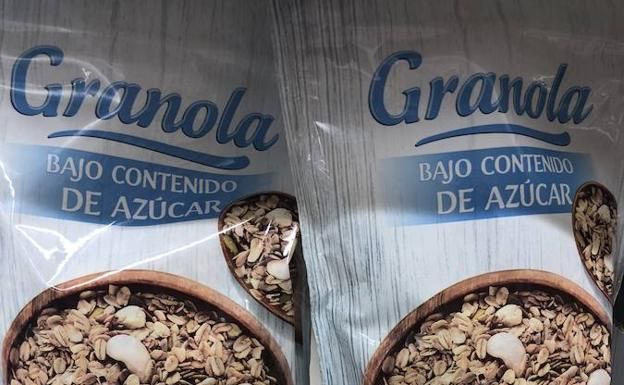 Granola
BAJO CONTENIDO
DE AZÚCAR
Granola
BAJO CONTENIDO
DE AZÚCAR